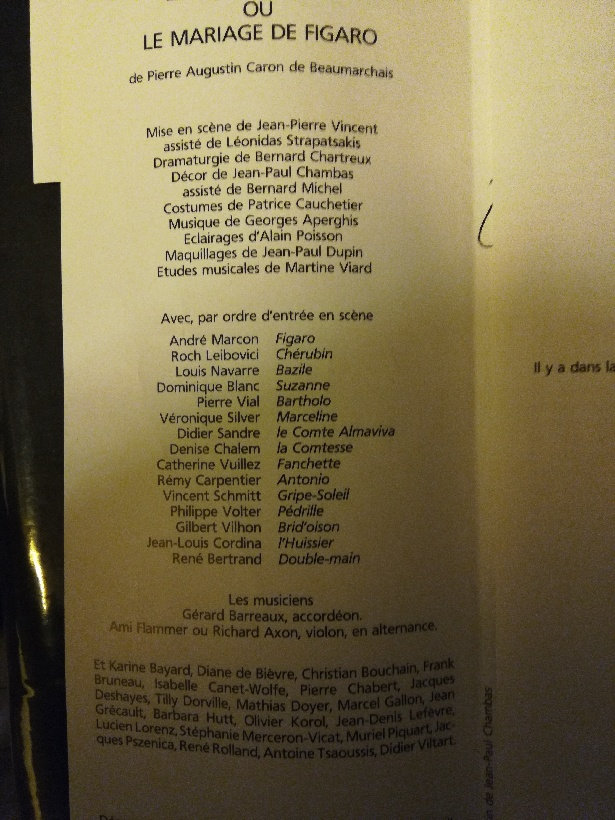 OU
LE MARIAGE DE FIGARO
de Pierre Augustin Caron de Beaumarchais
Mise en scène de Jean-Pierre Vincent
assisté de Léonidas Strapatsakis
Dramaturgie de Bernard Chartreux
Décor de Jean-Paul Chambas
assisté de Bernard Michel
Costumes de Patrice Cauchetier
Musique de Georges Aperghis
Eclairages d'Alain Poisson
Maquillages de Jean-Paul Dupin
Etudes musicales de Martine Viard
Avec, par ordre d'entrée en scène
André Marcon Figaro
Roch Leibovici Chérubin
Louis Navarre Bazile
Dominique Blanc Suzanne
Pierre Vial Bartholo
Véronique Silver Marceline
Didier Sandre le Comte Almaviva
Denise Chalem la Comtesse
Catherine Vuillez Fanchette
Rémy Carpentier Antonio
Vincent Schmitt Gripe-Soleil
Philippe Volter Pédrille
Gilbert Vilhon Brid'oison
Jean-Louis Cordina l'Huissier
René Bertrand Double-main
Les musiciens
Gérard Barreaux, accordéon.
Ami Flammer ou Richard Axon, violon, en alternance.
Et Karine Bayard, Diane de Bièvre, Christian Bouchain, Frank
Bruneau, Isabelle Canet-Wolfe, Pierre Chabert, Jacques
Deshayes, Tilly Dorville, Mathias Doyer, Marcel Gallon, Jean
Grécault, Barbara Hutt, Olivier Korol, Jean-Denis Lefèvre,
Lucien Lorenz, Stéphanie Merceron-Vicat, Muriel Piquart, Jac-
ques Pszenica, René Rolland, Antoine Tsaoussis, Didier Viltart.
Il y a dans la
de Jean-Paul Chambas